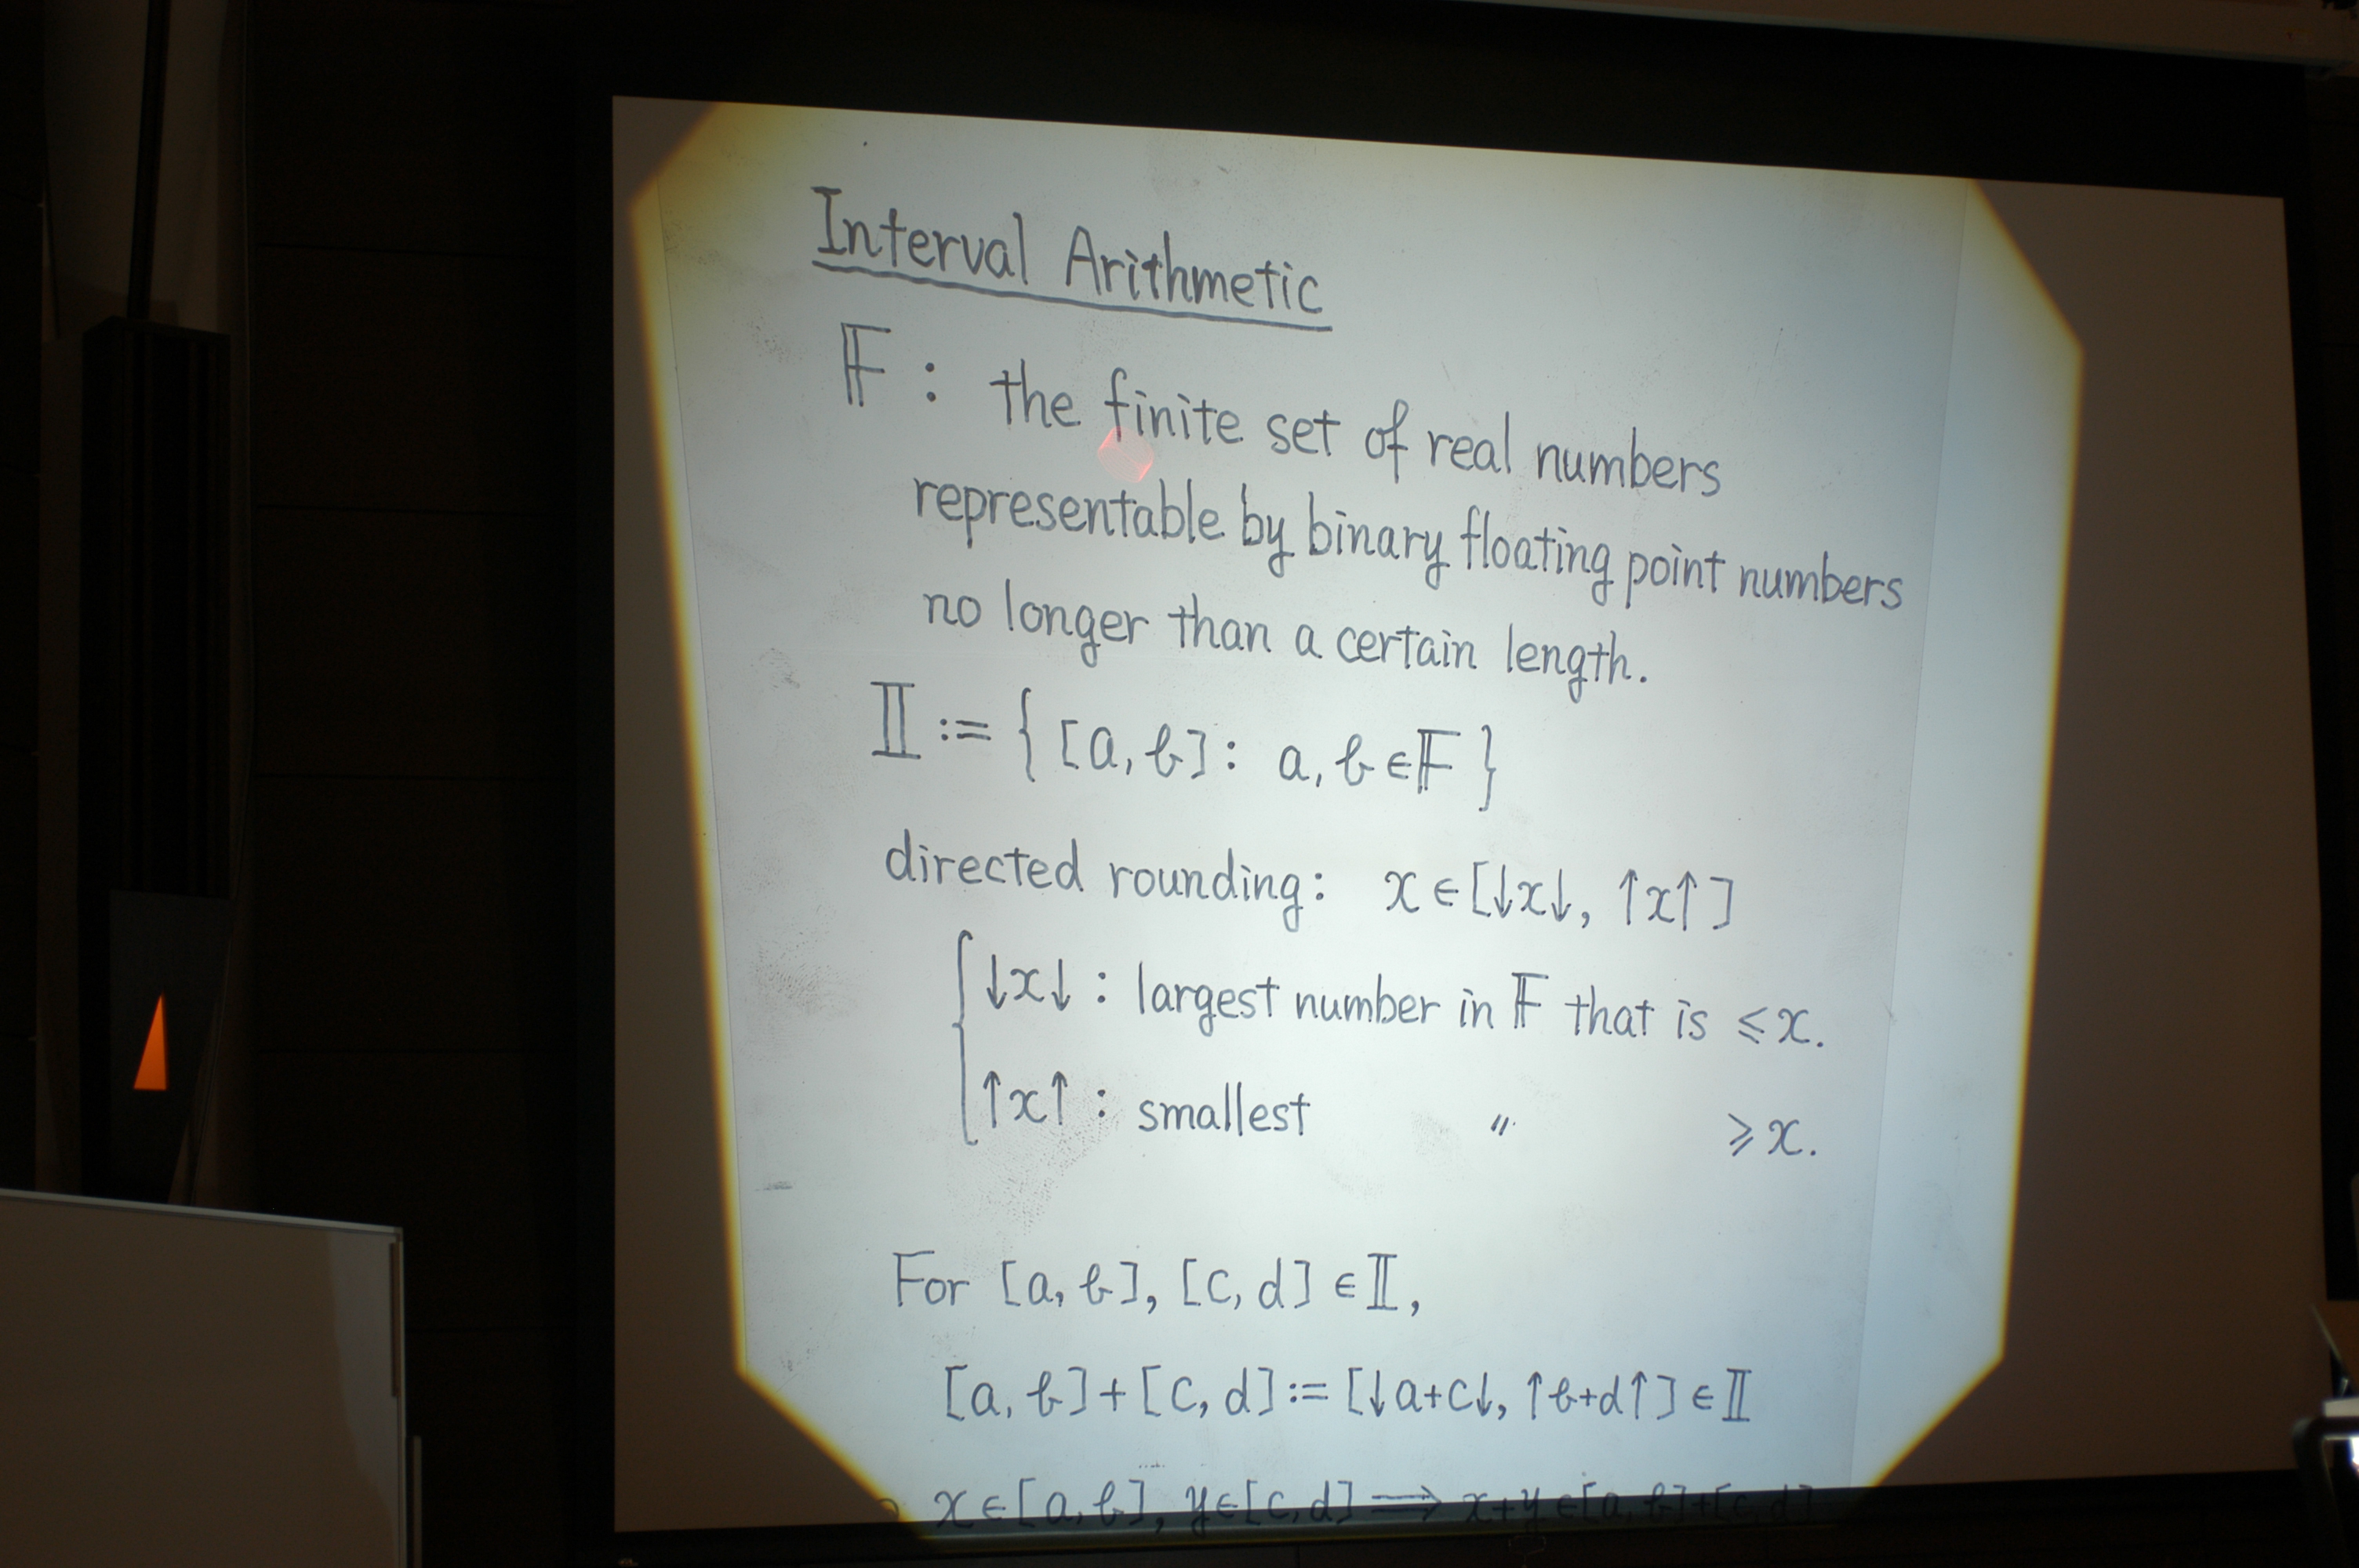 Interval Arithmetic
𝔽 : the finite set of real numbers
representable by binary floating point numbers
no longer than a certain length.
𝕀 := { [a, b] : a, b ∈ 𝔽 }
directed rounding: x ∈ [↓x↓, ↑x↑]
↓x↓ : largest number in 𝔽 that is ⩽ x.
↑x↑ : smallest 〃 ⩾ x.
For [a, b], [c, d] ∈ 𝕀,
[a, b] + [c, d] := [↓a+c↓, ↑b+d↑] ∈ 𝕀
x ∈ [a, b], y ∈ [c, d] ⟹ x+y ∈ [a, b]+[c, d]